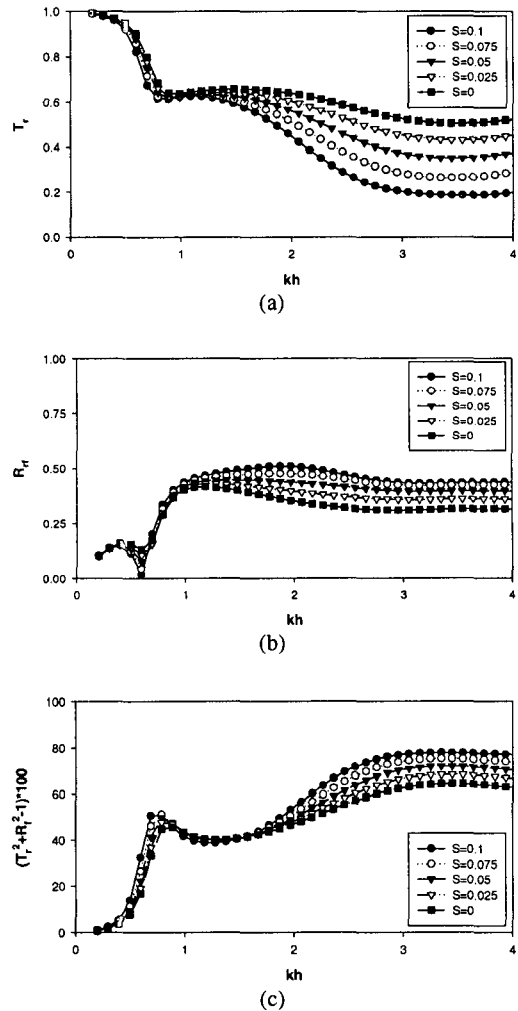 1.0
0.8
0.6
0.4
0.2
0.0
T_r
S=0.1
S=0.075
S=0.05
S=0.025
S=0
0 1 2 3 4
kh
(a)
1.00
0.75
0.50
0.25
0.00
R_rf
S=0.1
S=0.075
S=0.05
S=0.025
S=0
0 1 2 3 4
kh
(b)
100
80
60
40
20
0
(T_r^2+R_f^2-1)*100
S=0.1
S=0.075
S=0.05
S=0.025
S=0
0 1 2 3 4
kh
(c)